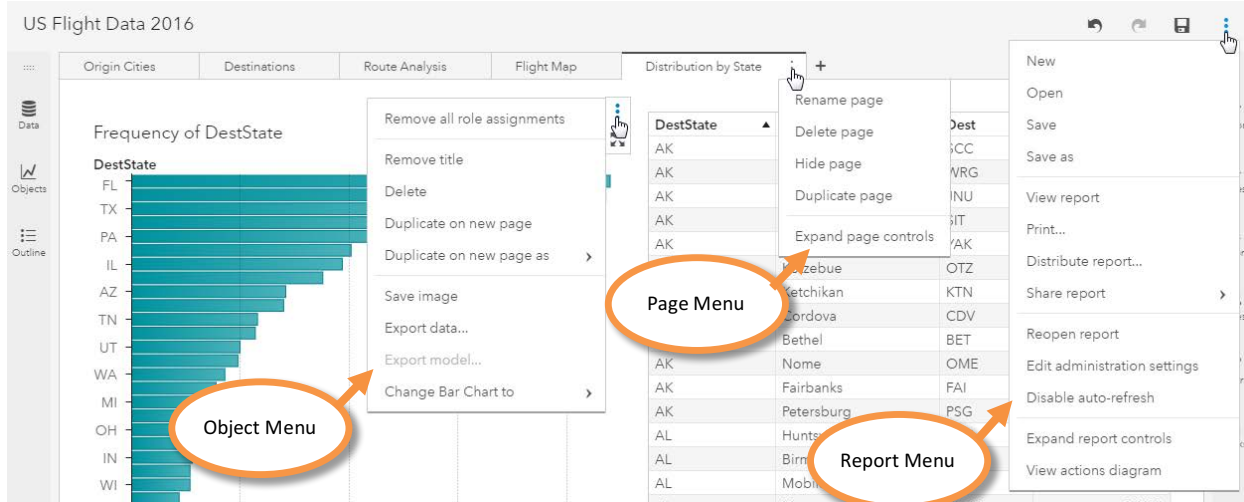 US Flight Data 2016
Origin Cities
Destinations
Route Analysis
Flight Map
Distribution by State
+
Data
Objects
Outline
Frequency of DestState
DestState
FL
TX
PA
IL
AZ
TN
UT
WA
MI
OH
IN
WI
Remove all role assignments
Remove title
Delete
Duplicate on new page
Duplicate on new page as >
Save image
Export data...
Export model...
Change Bar Chart to >
Object Menu
DestState
Dest
AK
SCC
AK
WRG
AK
JNU
AK
SIT
AK
YAK
Kotzebue OTZ
Ketchikan KTN
Cordova CDV
Bethel BET
AK Nome OME
AK Fairbanks FAI
AK Petersburg PSG
AL
AL
AL
Rename page
Delete page
Hide page
Duplicate page
Expand page controls
Page Menu
New
Open
Save
Save as
View report
Print...
Distribute report...
Share report >
Reopen report
Edit administration settings
Disable auto-refresh
Expand report controls
View actions diagram
Report Menu